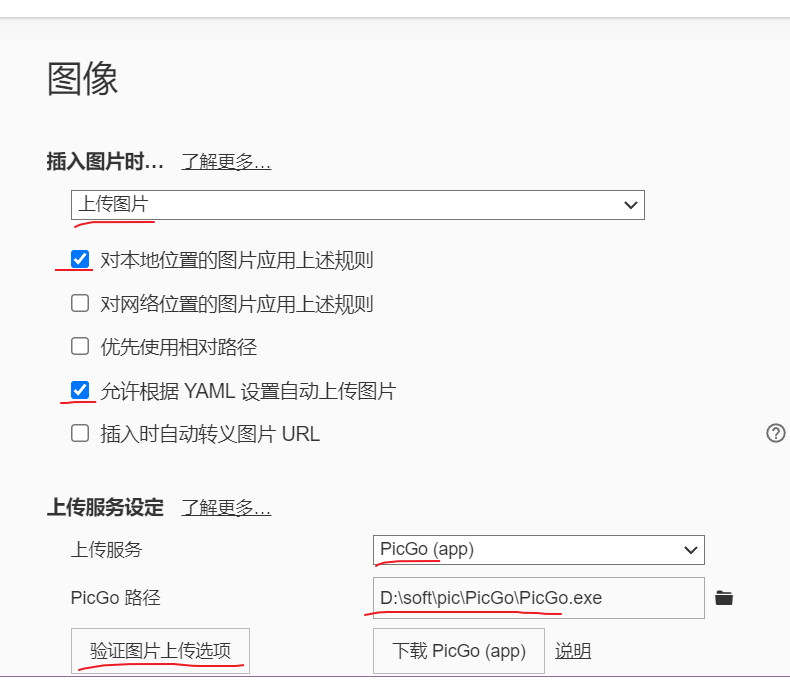 图像
插入图片时... 了解更多...
上传图片
对本地位置的图片应用上述规则
对网络位置的图片应用上述规则
优先使用相对路径
允许根据 YAML 设置自动上传图片
插入时自动转义图片 URL
上传服务设定 了解更多...
上传服务 PicGo (app)
PicGo 路径 D:\soft\pic\PicGo\PicGo.exe
验证图片上传选项 下载 PicGo (app) 说明